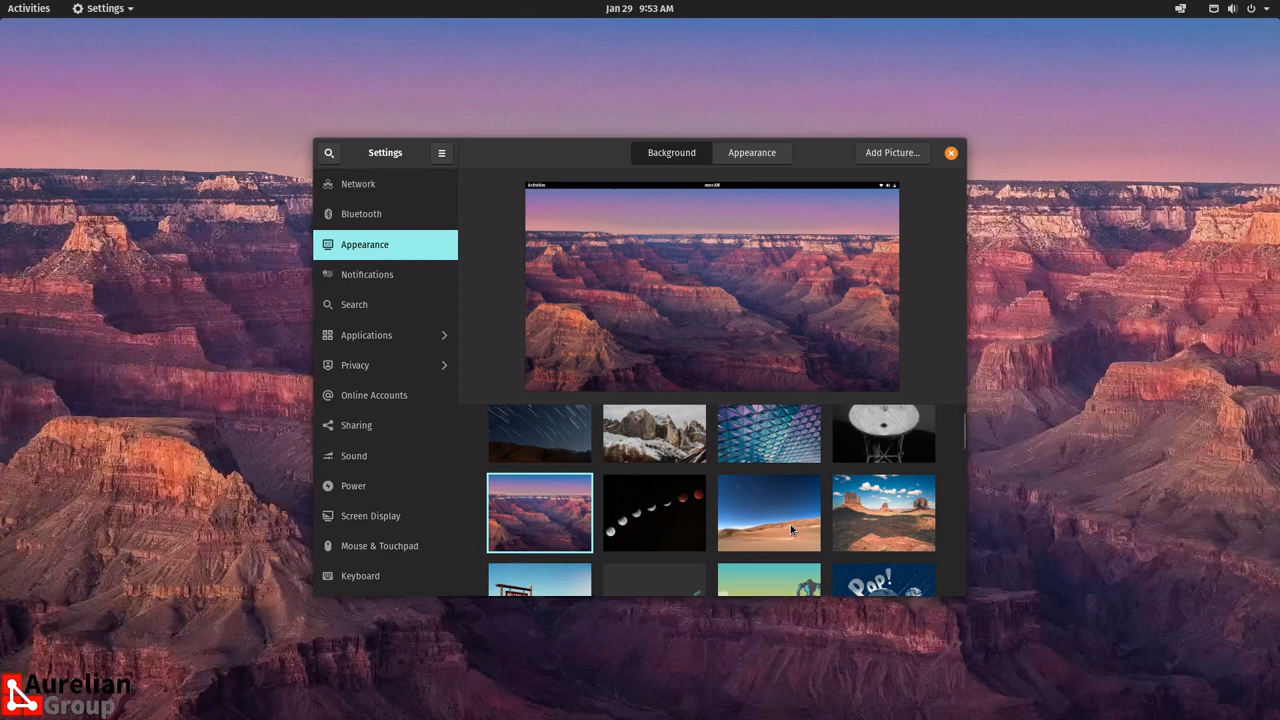 Activities
Settings
Jan 29 9:53 AM
Settings
Background
Appearance
Add Picture...
Network
Bluetooth
Appearance
Notifications
Search
Applications
Privacy
Online Accounts
Sharing
Sound
Power
Screen Display
Mouse & Touchpad
Keyboard
Activities
POP!
Aurelian
Group